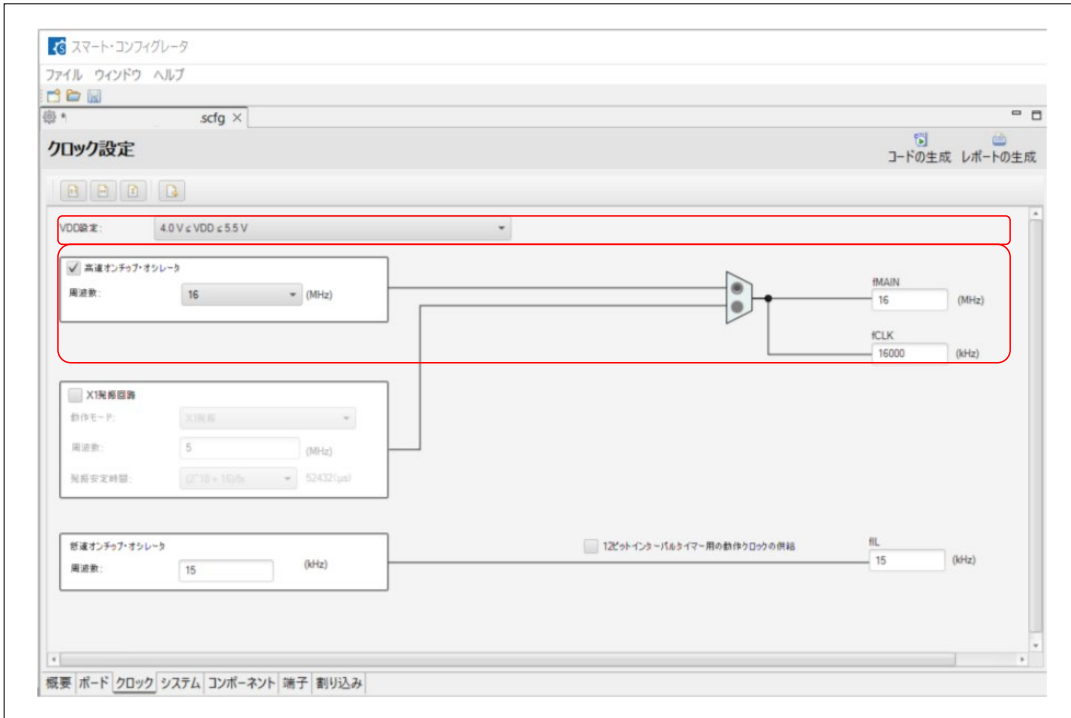 スマート・コンフィグレータ
ファイル ウィンドウ ヘルプ
*
.scfg ×
クロック設定
コードの生成 レポートの生成
VDD設定: 4.0 V ≤ VDD ≤ 5.5 V
高速オンチップ・オシレータ
周波数: 16 (MHz)
fMAIN
16 (MHz)
fCLK
16000 (kHz)
X1発振回路
動作モード: X1発振
周波数: 5 (MHz)
発振安定時間: (2^18 + 16)/fx 52432(μs)
低速オンチップ・オシレータ
周波数: 15 (kHz)
12ビットインターバルタイマー用の動作クロックの供給
fIL
15 (kHz)
概要 ボード クロック システム コンポーネント 端子 割り込み